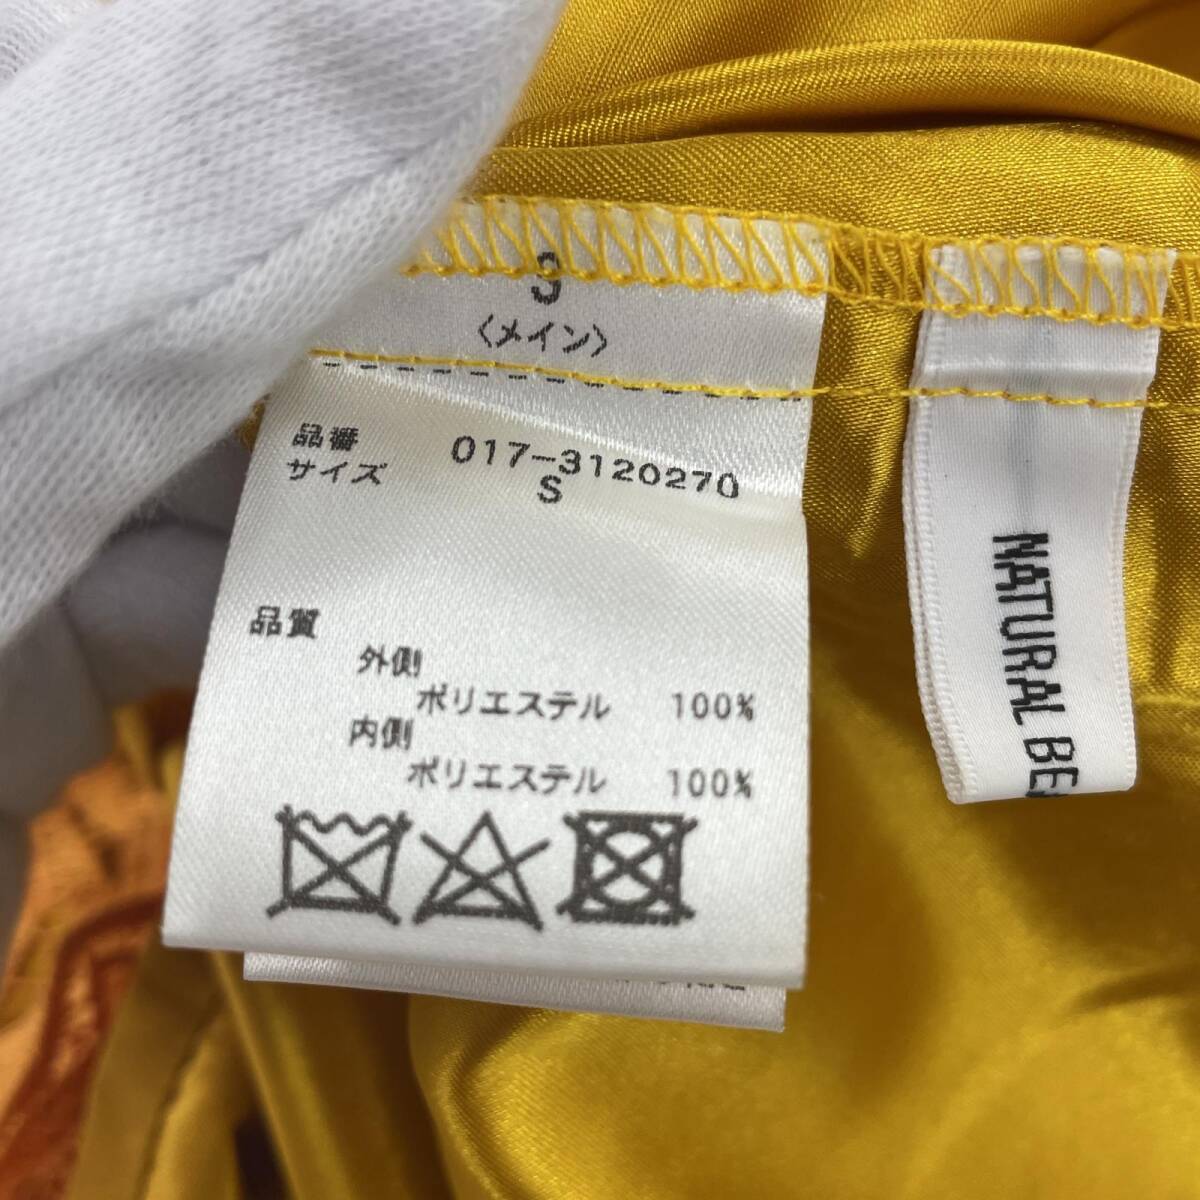 〈メイン〉
品番 017-3120270
サイズ S
品質
外側
ポリエステル 100%
内側
ポリエステル 100%
NATURAL